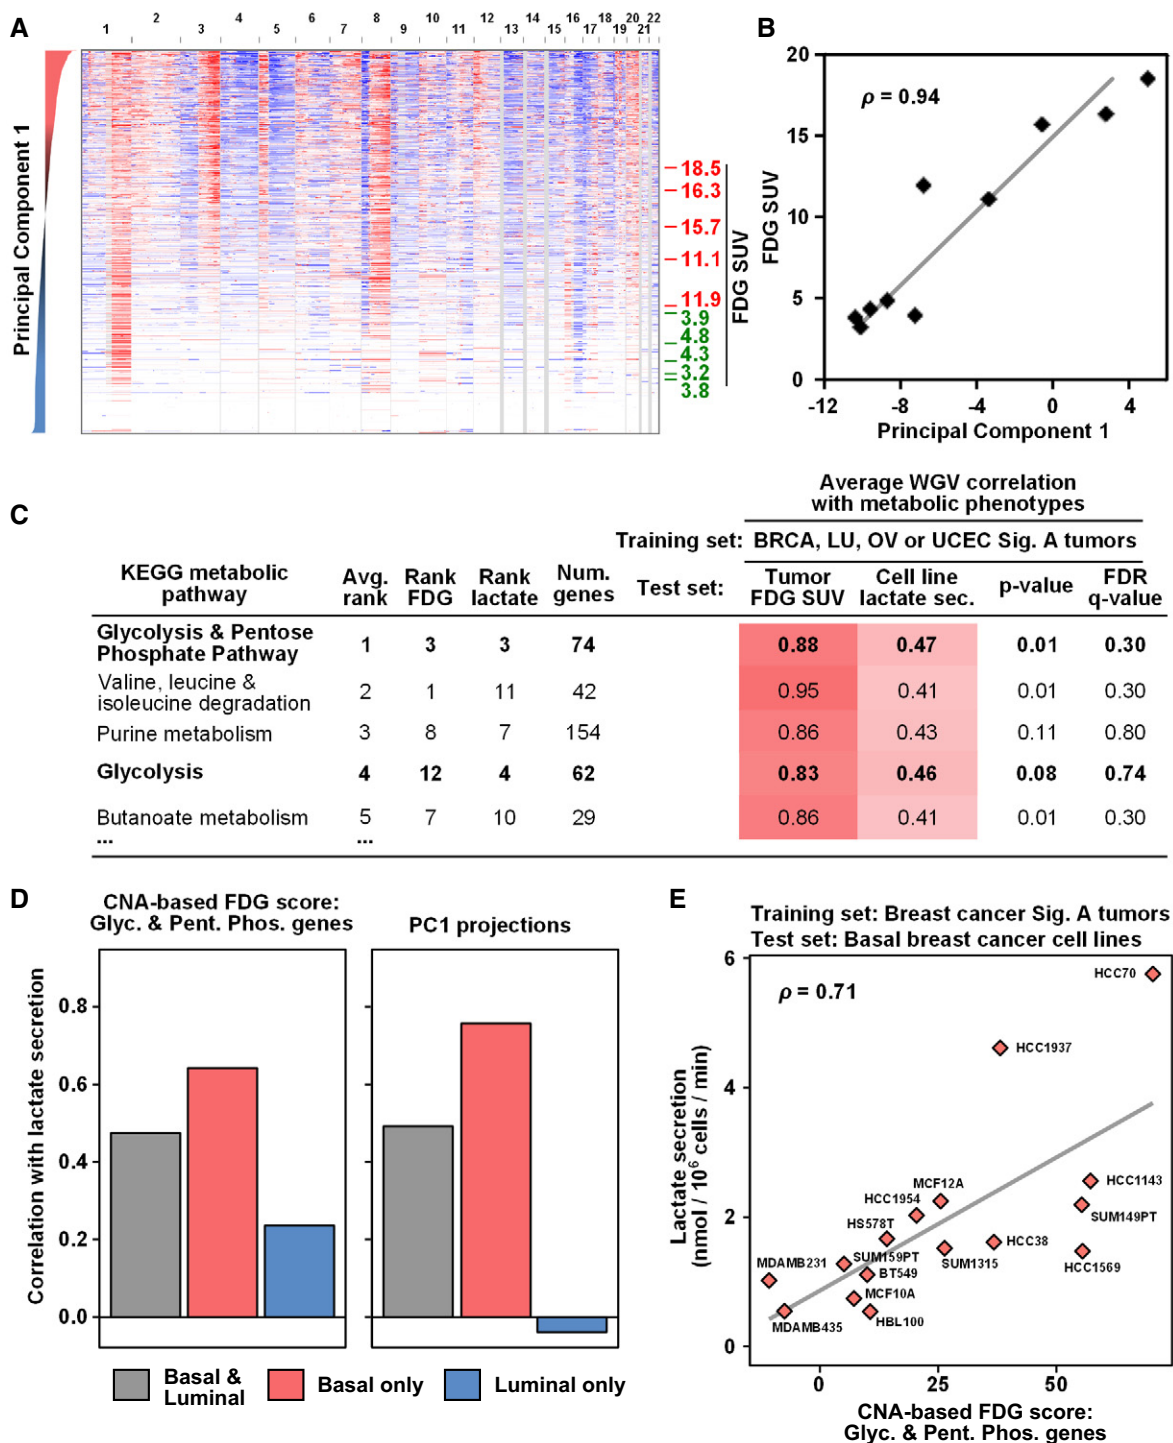 A
1 2 3 4 5 6 7 8 9 10 11 12 13 14 15 16 17 18 19 20 21 22
Principal Component 1
18.5
16.3
15.7
11.1
11.9
3.9
4.8
4.3
3.2
3.8
FDG SUV
B
20
15
10
5
0
ρ = 0.94
FDG SUV
-12 -8 -4 0 4
Principal Component 1
C
Average WGV correlation
with metabolic phenotypes
Training set: BRCA, LU, OV or UCEC Sig. A tumors
KEGG metabolic
pathway
Avg.
rank
Rank
FDG
Rank
lactate
Num.
genes
Test set:
Tumor
FDG SUV
Cell line
lactate sec.
p-value
FDR
q-value
Glycolysis & Pentose
Phosphate Pathway
1 3 3 74 0.88 0.47 0.01 0.30
Valine, leucine &
isoleucine degradation
2 1 11 42 0.95 0.41 0.01 0.30
Purine metabolism 3 8 7 154 0.86 0.43 0.11 0.80
Glycolysis 4 12 4 62 0.83 0.46 0.08 0.74
Butanoate metabolism 5 7 10 29 0.86 0.41 0.01 0.30
... ...
D
CNA-based FDG score:
Glyc. & Pent. Phos. genes
PC1 projections
Correlation with lactate secretion
0.8
0.6
0.4
0.2
0.0
Basal &
Luminal
Basal only
Luminal only
E
Training set: Breast cancer Sig. A tumors
Test set: Basal breast cancer cell lines
6
4
2
0
ρ = 0.71
Lactate secretion
(nmol / 10⁶ cells / min)
HCC70
HCC1937
MCF12A
HCC1954
HS578T
HCC1143
SUM149PT
HCC38
SUM1315
HCC1569
MDAMB231
SUM159PT
BT549
MCF10A
HBL100
MDAMB435
0 25 50
CNA-based FDG score:
Glyc. & Pent. Phos. genes